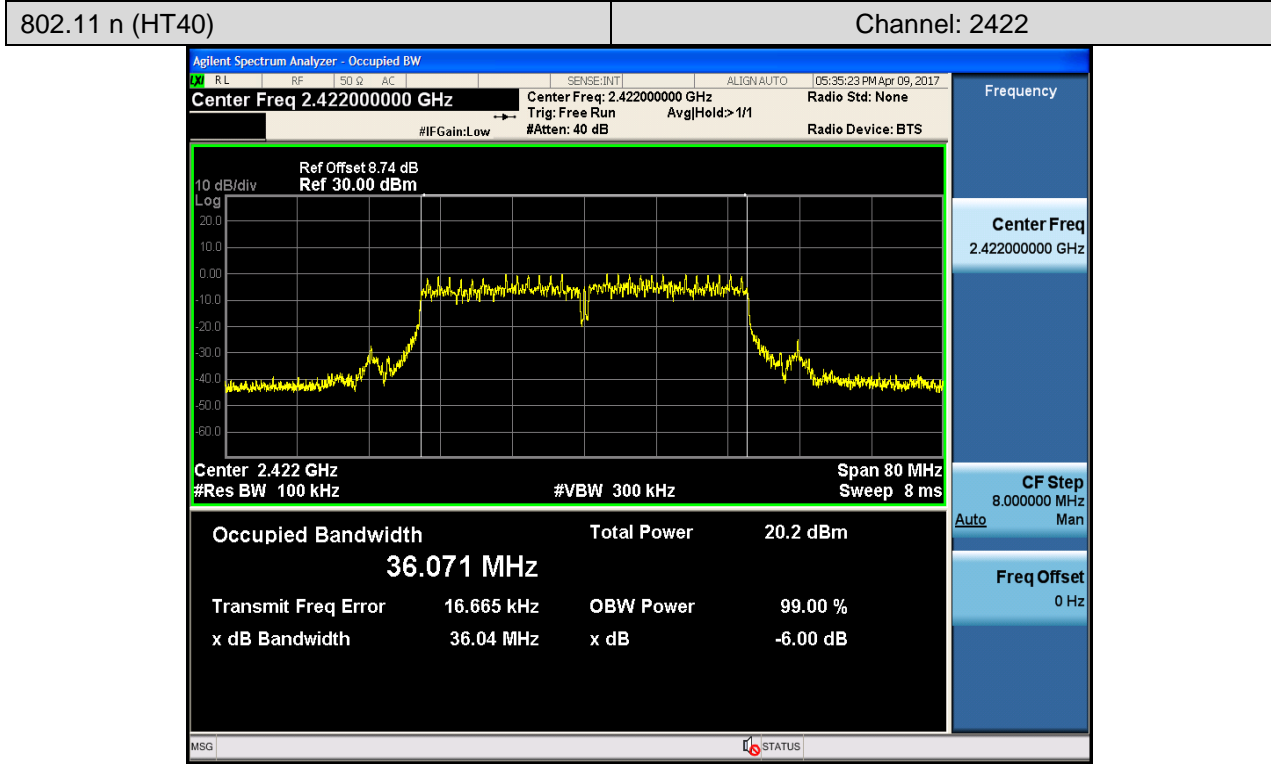 802.11 n (HT40) Channel: 2422
Agilent Spectrum Analyzer - Occupied BW
LXI RL RF 50 Ω AC SENSE:INT ALIGN AUTO 05:35:23 PM Apr 09, 2017
Center Freq 2.422000000 GHz Center Freq: 2.422000000 GHz Radio Std: None
Trig: Free Run Avg|Hold:> 1/1
#IFGain:Low #Atten: 40 dB Radio Device: BTS
Ref Offset 8.74 dB
10 dB/div Ref 30.00 dBm
Log
20.0
10.0
0.00
-10.0
-20.0
-30.0
-40.0
-50.0
-60.0
Center 2.422 GHz Span 80 MHz
#Res BW 100 kHz #VBW 300 kHz Sweep 8 ms
Occupied Bandwidth Total Power 20.2 dBm
36.071 MHz
Transmit Freq Error 16.665 kHz OBW Power 99.00 %
x dB Bandwidth 36.04 MHz x dB -6.00 dB
Frequency
Center Freq
2.422000000 GHz
CF Step
8.000000 MHz
Auto Man
Freq Offset
0 Hz
MSG STATUS